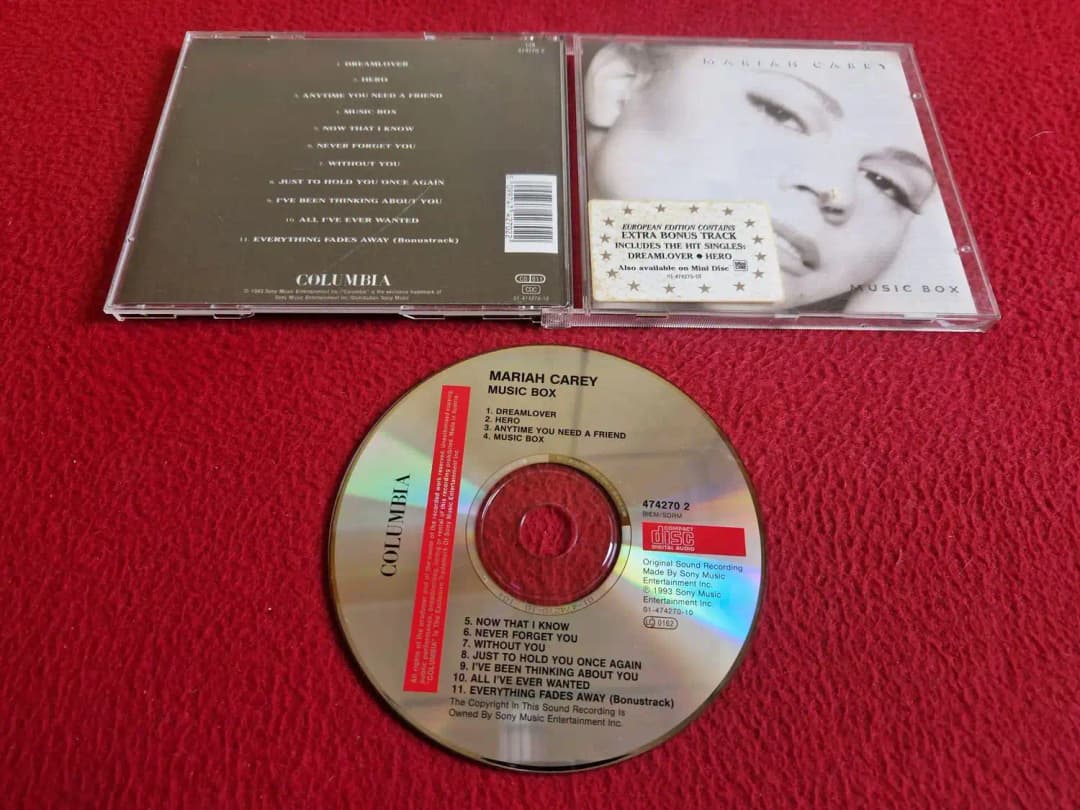 COL
474270 2
1. DREAMLOVER
2. HERO
3. ANYTIME YOU NEED A FRIEND
4. MUSIC BOX
5. NOW THAT I KNOW
6. NEVER FORGET YOU
7. WITHOUT YOU
8. JUST TO HOLD YOU ONCE AGAIN
9. I'VE BEEN THINKING ABOUT YOU
10. ALL I'VE EVER WANTED
11. EVERYTHING FADES AWAY (Bonustrack)
COLUMBIA
01-474270-10
MARIAH CAREY
EUROPEAN EDITION CONTAINS
EXTRA BONUS TRACK
INCLUDES THE HIT SINGLES:
DREAMLOVER ● HERO
Also available on Mini Disc
MUSIC BOX
MARIAH CAREY
MUSIC BOX
1. DREAMLOVER
2. HERO
3. ANYTIME YOU NEED A FRIEND
4. MUSIC BOX
COLUMBIA
474270 2
BIEM/SDRM
COMPACT
disc
DIGITAL AUDIO
Original Sound Recording
Made By Sony Music
Entertainment Inc.
℗ 1993 Sony Music
Entertainment Inc.
01-474270-10
LC 0162
5. NOW THAT I KNOW
6. NEVER FORGET YOU
7. WITHOUT YOU
8. JUST TO HOLD YOU ONCE AGAIN
9. I'VE BEEN THINKING ABOUT YOU
10. ALL I'VE EVER WANTED
11. EVERYTHING FADES AWAY (Bonustrack)
The Copyright In This Sound Recording is
Owned By Sony Music Entertainment Inc.